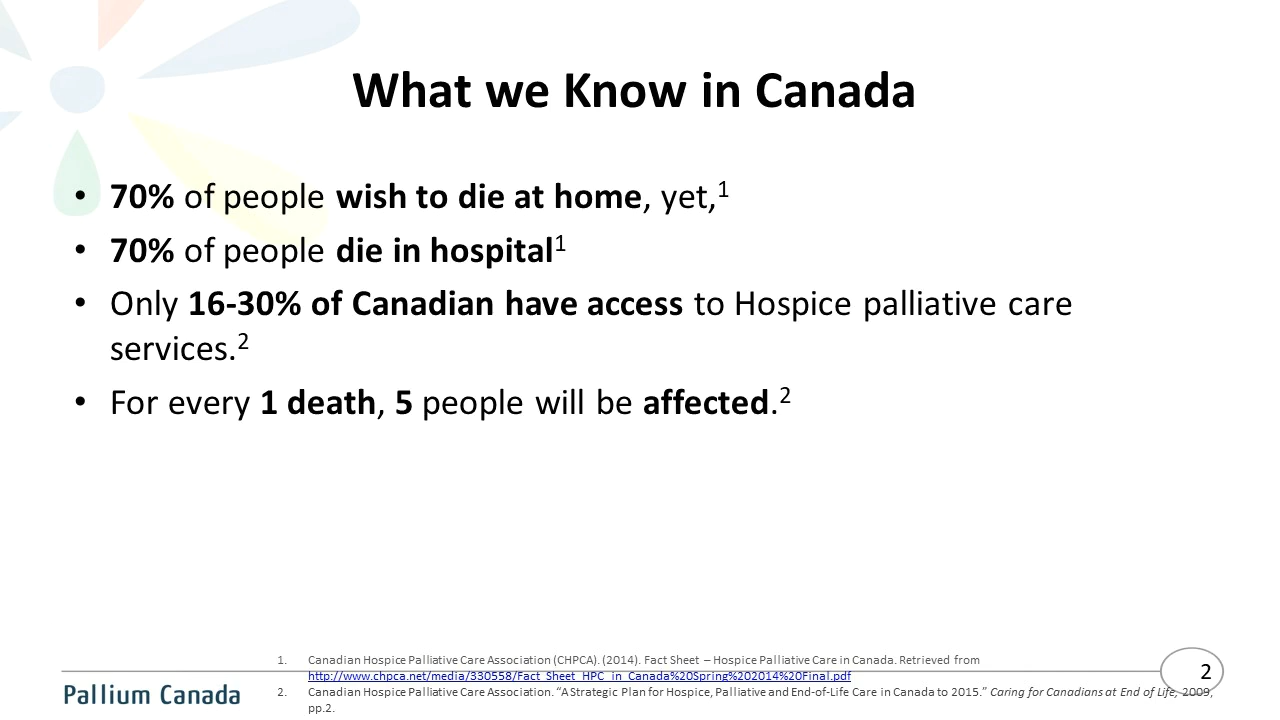 What we Know in Canada
• 70% of people wish to die at home, yet,1
• 70% of people die in hospital1
• Only 16-30% of Canadian have access to Hospice palliative care
services.2
• For every 1 death, 5 people will be affected.2
1. Canadian Hospice Palliative Care Association (CHPCA). (2014). Fact Sheet – Hospice Palliative Care in Canada. Retrieved from
http://www.chpca.net/media/330558/Fact_Sheet_HPC_in_Canada%20Spring%202014%20Final.pdf
2. Canadian Hospice Palliative Care Association. “A Strategic Plan for Hospice, Palliative and End-of-Life Care in Canada to 2015.” Caring for Canadians at End of Life, 2009,
pp.2.
Pallium Canada
2